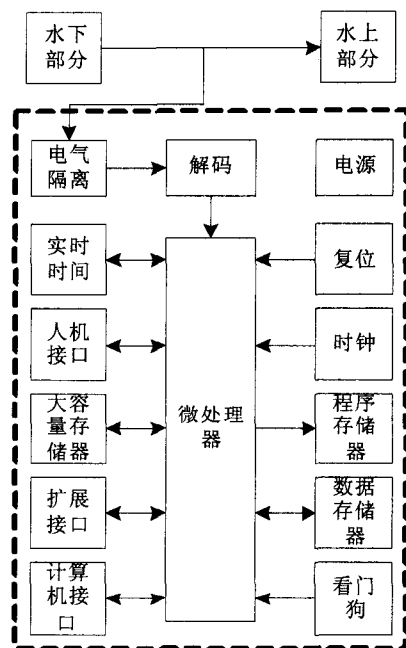 水下
部分
水上
部分
电气
隔离
解码
电源
实时
时间
复位
人机
接口
时钟
大容
量存
储器
微处理
器
程序
存储
器
扩展
接口
数据
存储
器
计算
机接
口
看门
狗